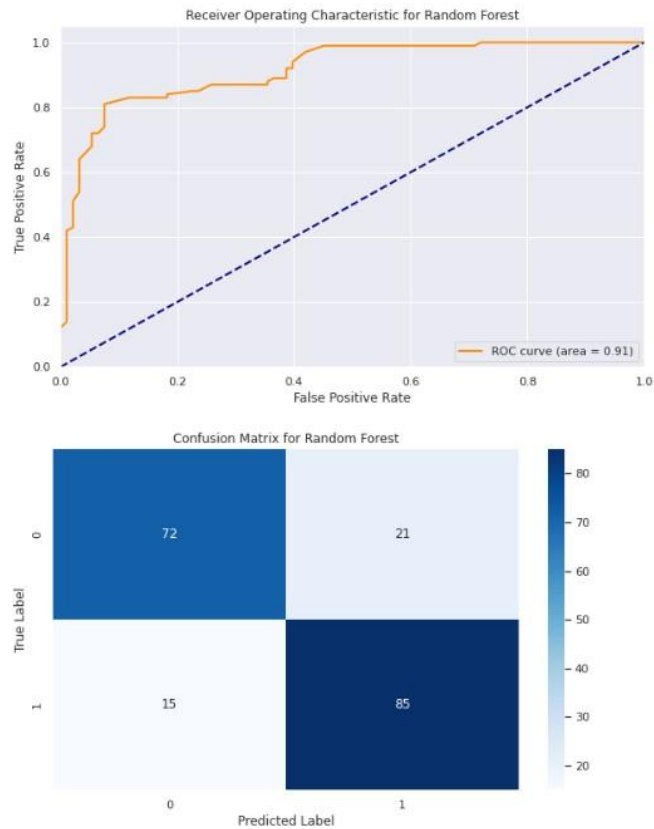 Receiver Operating Characteristic for Random Forest
1.0
0.8
0.6
0.4
0.2
0.0
True Positive Rate
ROC curve (area = 0.91)
0.0 0.2 0.4 0.6 0.8 1.0
False Positive Rate
Confusion Matrix for Random Forest
True Label
0
72 21
1
15 85
0 1
Predicted Label
80
70
60
50
40
30
20